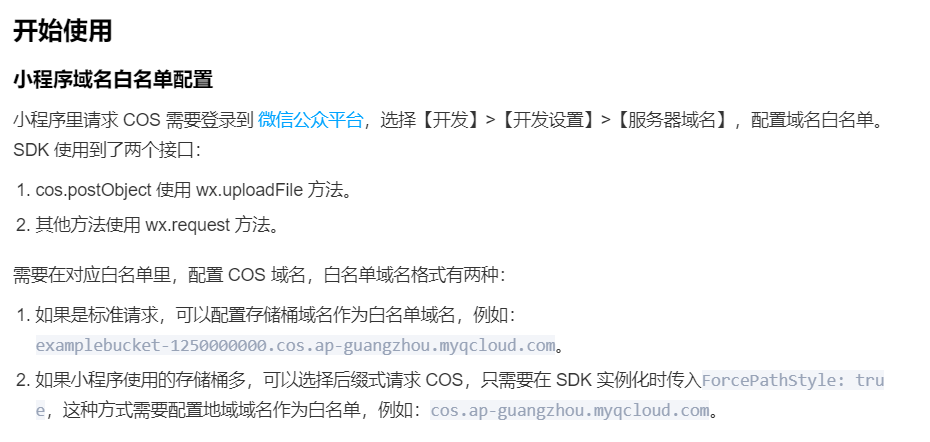 开始使用
小程序域名白名单配置
小程序里请求 COS 需要登录到 微信公众平台，选择【开发】>【开发设置】>【服务器域名】，配置域名白名单。
SDK 使用到了两个接口：
1. cos.postObject 使用 wx.uploadFile 方法。
2. 其他方法使用 wx.request 方法。
需要在对应白名单里，配置 COS 域名，白名单域名格式有两种：
1. 如果是标准请求，可以配置存储桶域名作为白名单域名，例如：
examplebucket-1250000000.cos.ap-guangzhou.myqcloud.com。
2. 如果小程序使用的存储桶多，可以选择后缀式请求 COS，只需要在 SDK 实例化时传入ForcePathStyle: tru
e，这种方式需要配置地域域名作为白名单，例如：cos.ap-guangzhou.myqcloud.com。